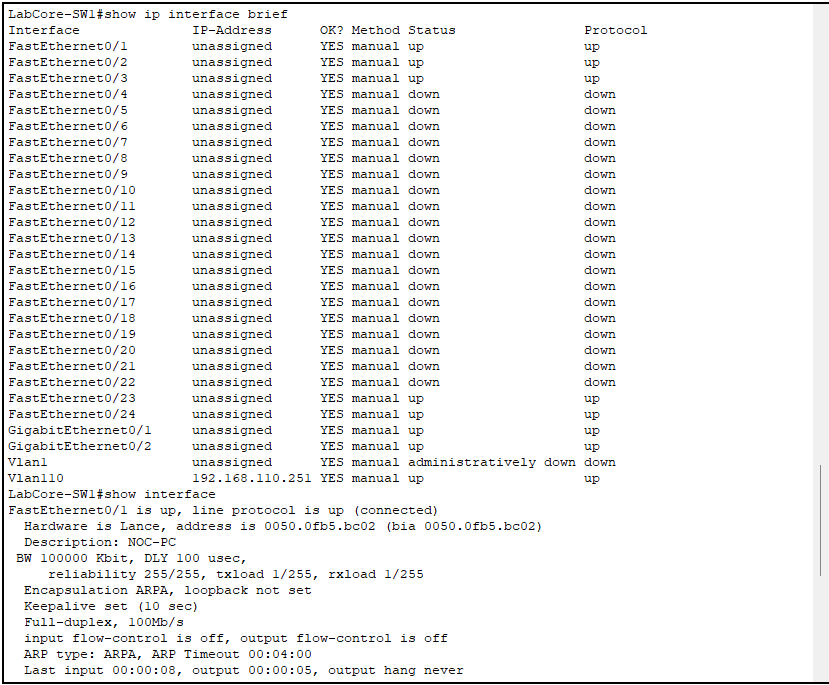 LabCore-SW1#show ip interface brief
Interface              IP-Address      OK? Method Status                Protocol
FastEthernet0/1        unassigned      YES manual up                    up
FastEthernet0/2        unassigned      YES manual up                    up
FastEthernet0/3        unassigned      YES manual up                    up
FastEthernet0/4        unassigned      YES manual down                  down
FastEthernet0/5        unassigned      YES manual down                  down
FastEthernet0/6        unassigned      YES manual down                  down
FastEthernet0/7        unassigned      YES manual down                  down
FastEthernet0/8        unassigned      YES manual down                  down
FastEthernet0/9        unassigned      YES manual down                  down
FastEthernet0/10       unassigned      YES manual down                  down
FastEthernet0/11       unassigned      YES manual down                  down
FastEthernet0/12       unassigned      YES manual down                  down
FastEthernet0/13       unassigned      YES manual down                  down
FastEthernet0/14       unassigned      YES manual down                  down
FastEthernet0/15       unassigned      YES manual down                  down
FastEthernet0/16       unassigned      YES manual down                  down
FastEthernet0/17       unassigned      YES manual down                  down
FastEthernet0/18       unassigned      YES manual down                  down
FastEthernet0/19       unassigned      YES manual down                  down
FastEthernet0/20       unassigned      YES manual down                  down
FastEthernet0/21       unassigned      YES manual down                  down
FastEthernet0/22       unassigned      YES manual down                  down
FastEthernet0/23       unassigned      YES manual up                    up
FastEthernet0/24       unassigned      YES manual up                    up
GigabitEthernet0/1     unassigned      YES manual up                    up
GigabitEthernet0/2     unassigned      YES manual up                    up
Vlan1                  unassigned      YES manual administratively down down
Vlan110                192.168.110.251 YES manual up                    up
LabCore-SW1#show interface
FastEthernet0/1 is up, line protocol is up (connected)
  Hardware is Lance, address is 0050.0fb5.bc02 (bia 0050.0fb5.bc02)
  Description: NOC-PC
 BW 100000 Kbit, DLY 100 usec,
     reliability 255/255, txload 1/255, rxload 1/255
  Encapsulation ARPA, loopback not set
  Keepalive set (10 sec)
  Full-duplex, 100Mb/s
  input flow-control is off, output flow-control is off
  ARP type: ARPA, ARP Timeout 00:04:00
  Last input 00:00:08, output 00:00:05, output hang never